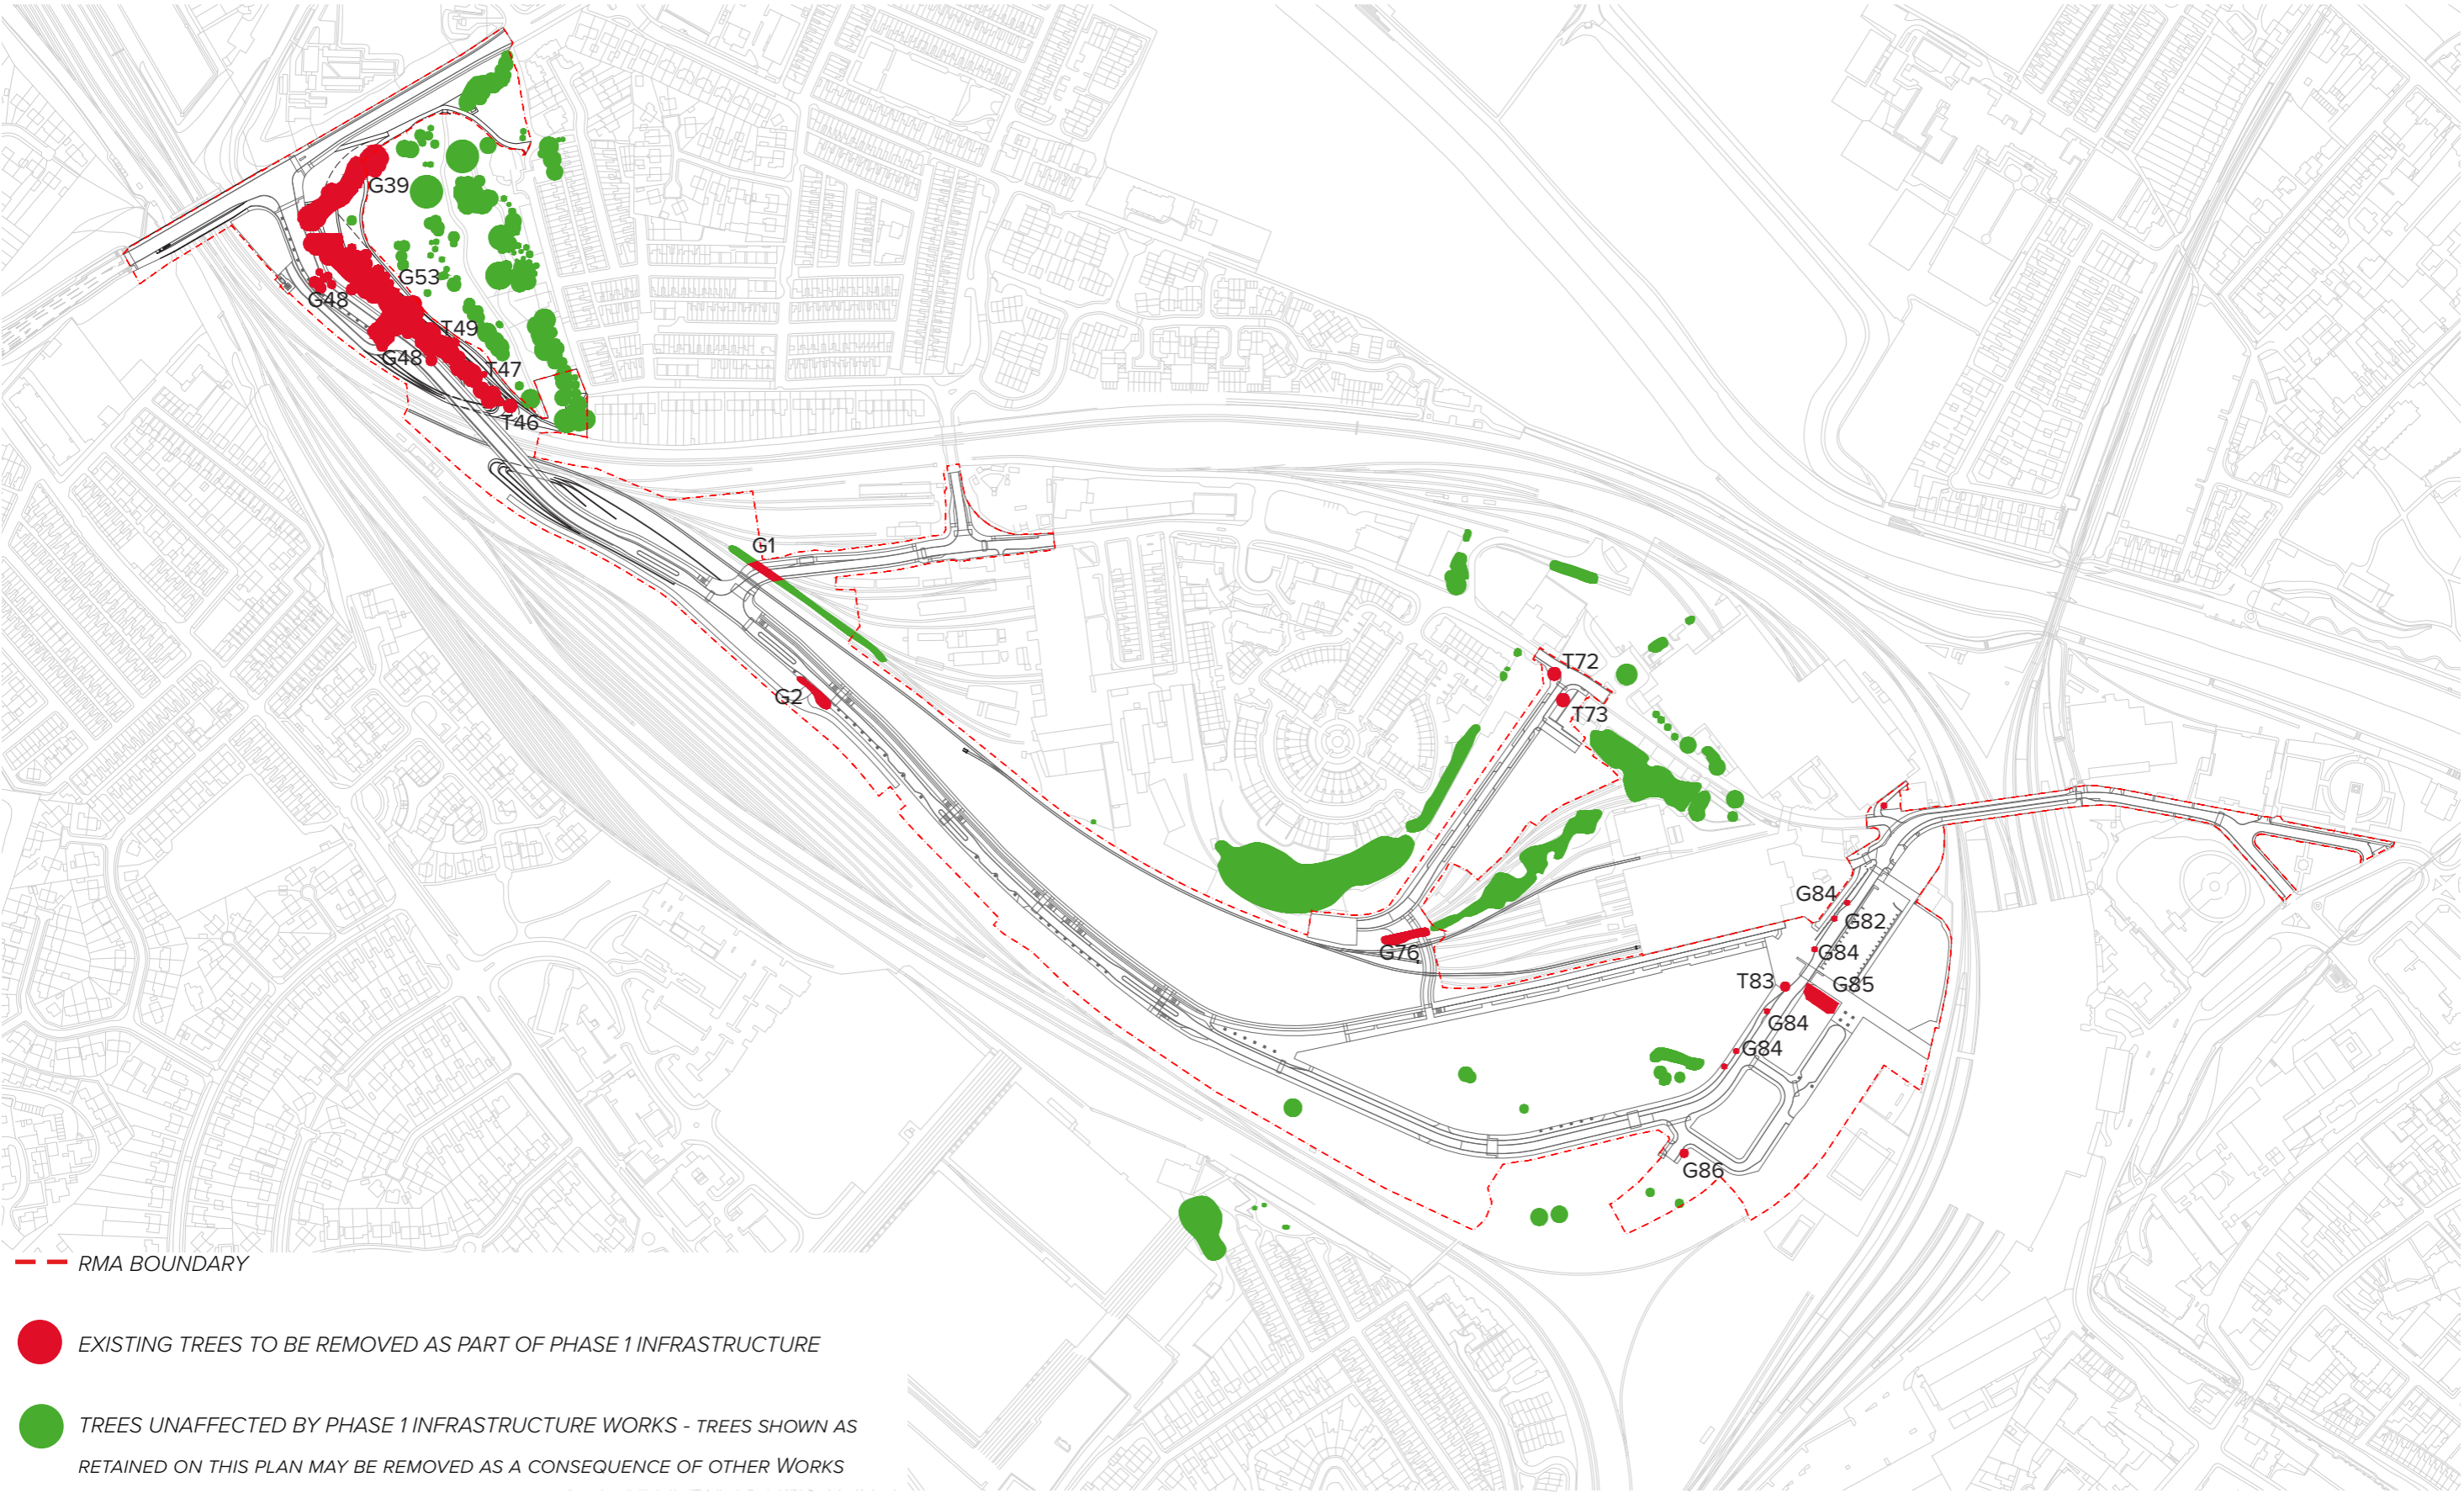 G39
G53
G48
T49
G48
T47
T46
G1
G2
T72
T73
G84
G82
G84
G76
T83
G85
G84
G84
G86
RMA BOUNDARY
EXISTING TREES TO BE REMOVED AS PART OF PHASE 1 INFRASTRUCTURE
TREES UNAFFECTED BY PHASE 1 INFRASTRUCTURE WORKS - TREES SHOWN AS
RETAINED ON THIS PLAN MAY BE REMOVED AS A CONSEQUENCE OF OTHER WORKS